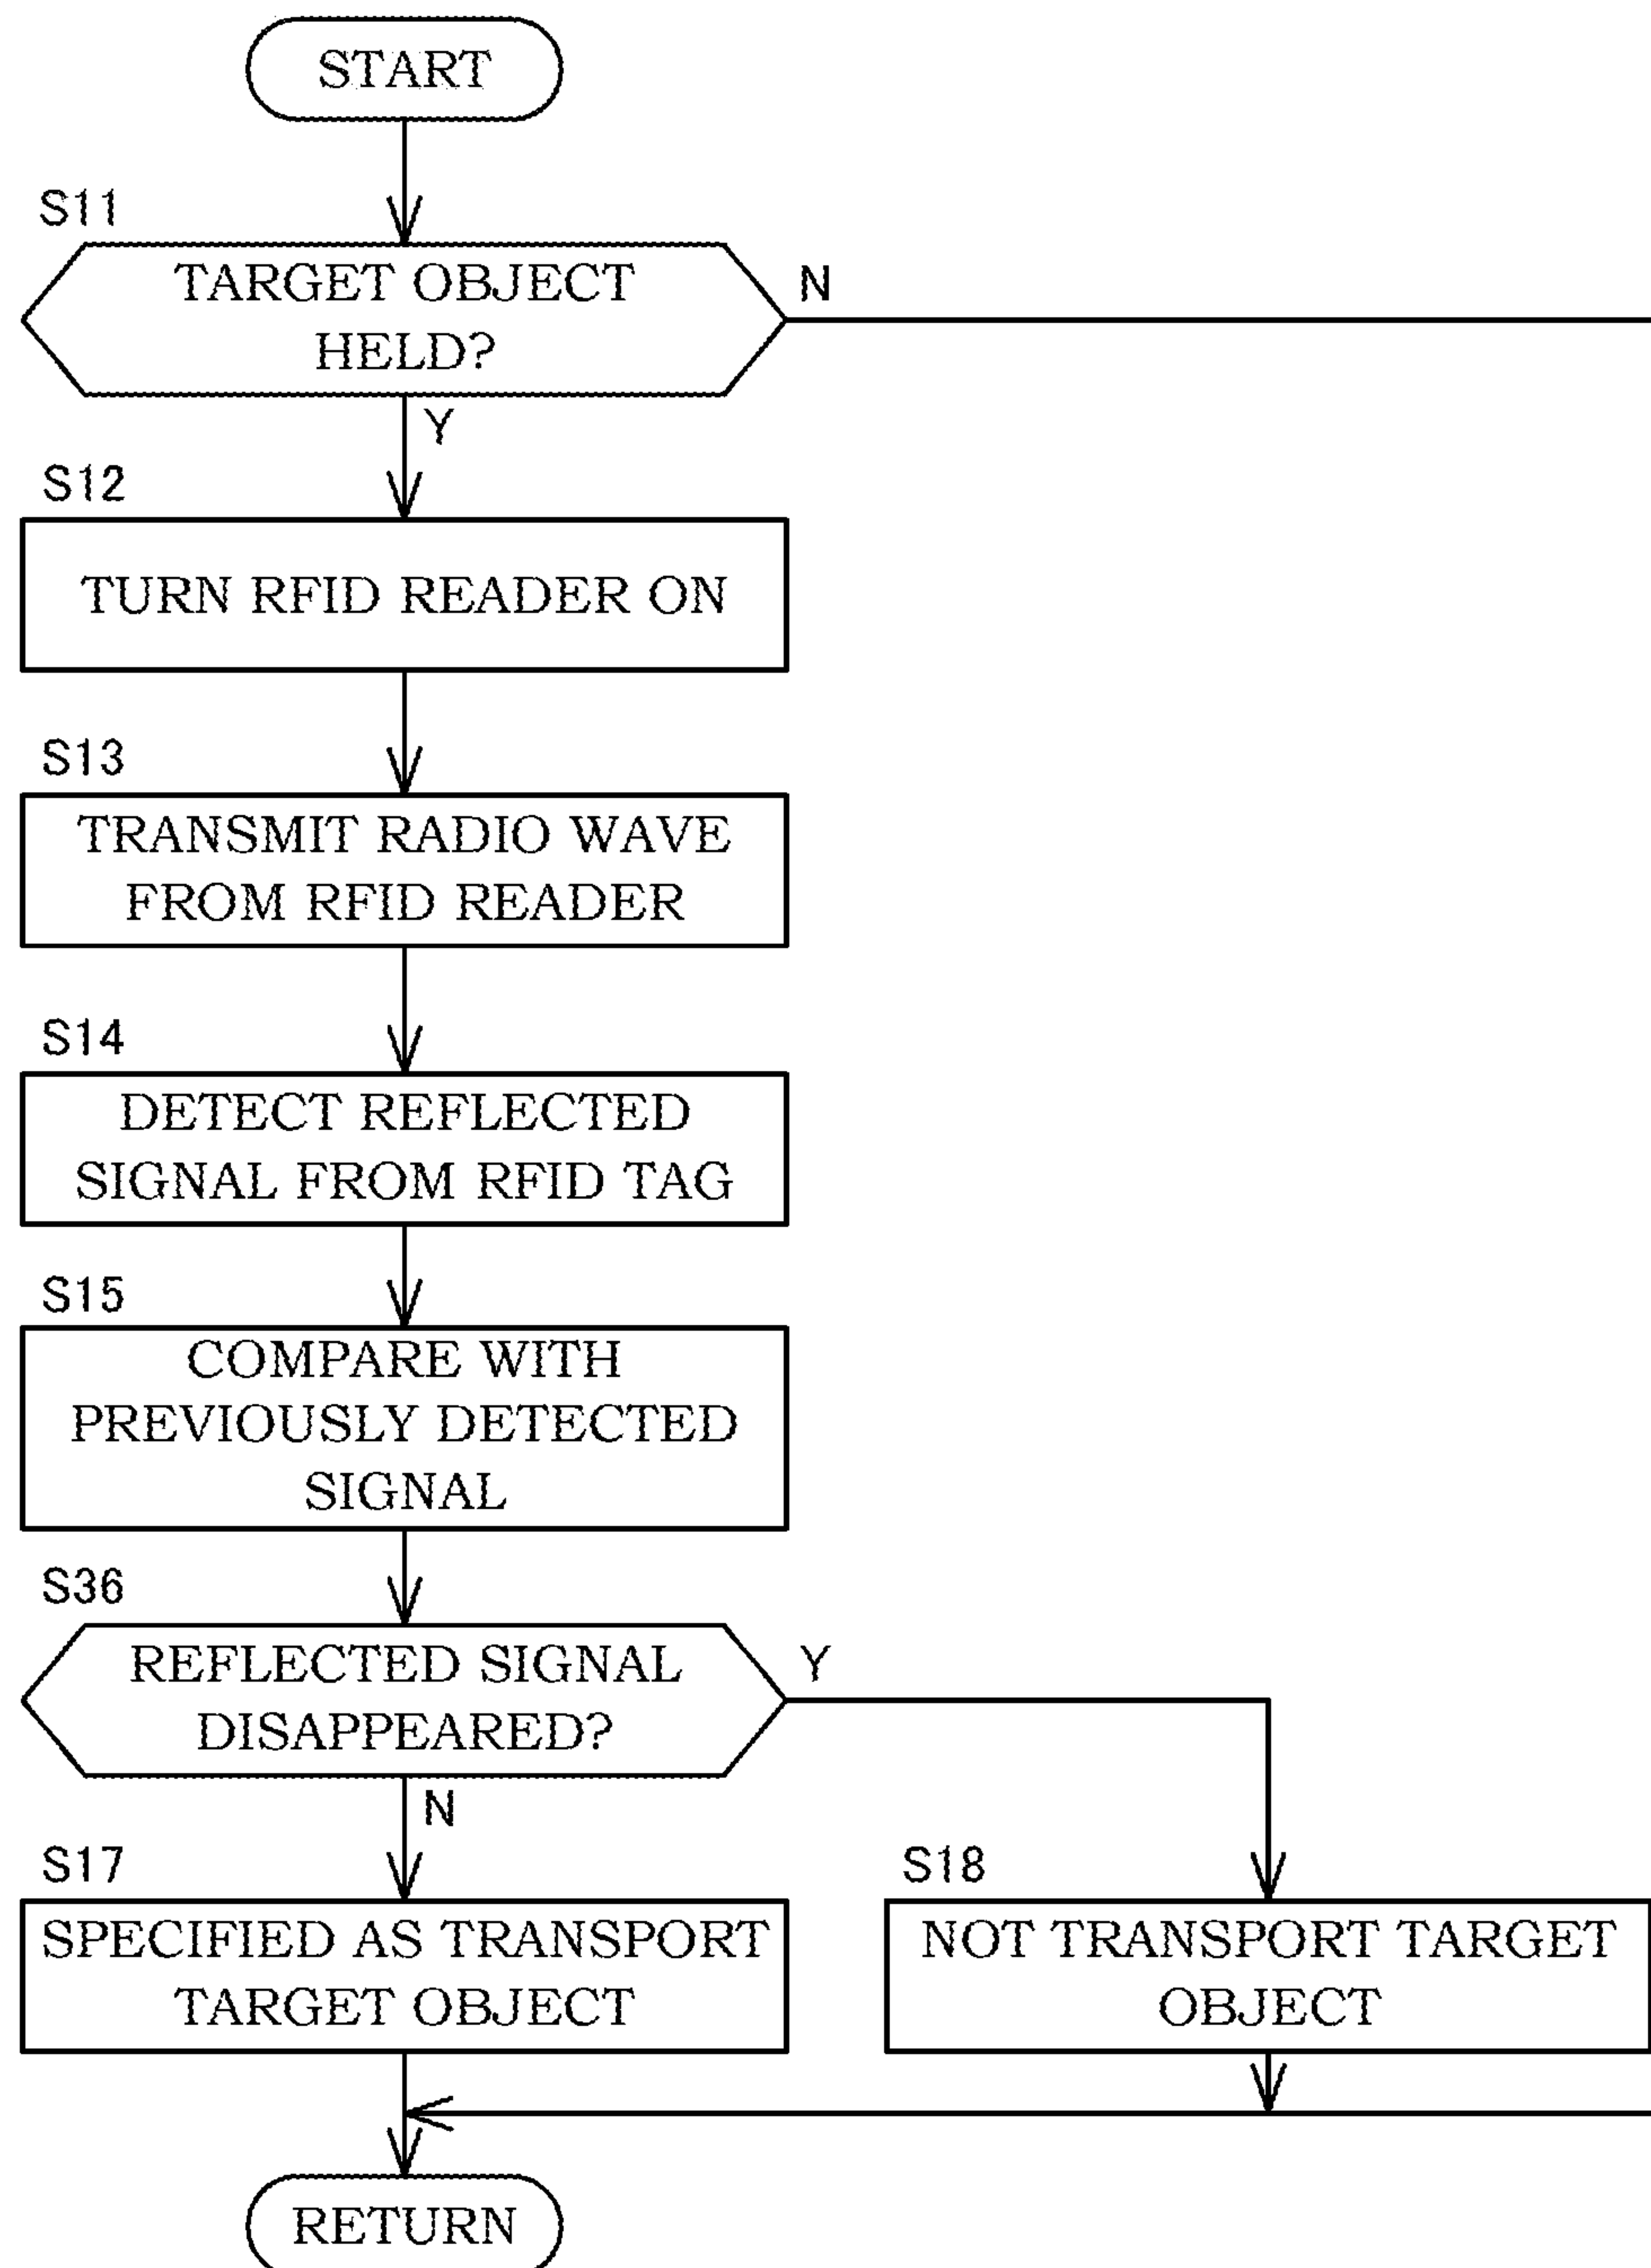 START
S11
TARGET OBJECT
HELD?
N
Y
S12
TURN RFID READER ON
S13
TRANSMIT RADIO WAVE
FROM RFID READER
S14
DETECT REFLECTED
SIGNAL FROM RFID TAG
S15
COMPARE WITH
PREVIOUSLY DETECTED
SIGNAL
S36
REFLECTED SIGNAL
DISAPPEARED?
Y
N
S17
SPECIFIED AS TRANSPORT
TARGET OBJECT
S18
NOT TRANSPORT TARGET
OBJECT
RETURN